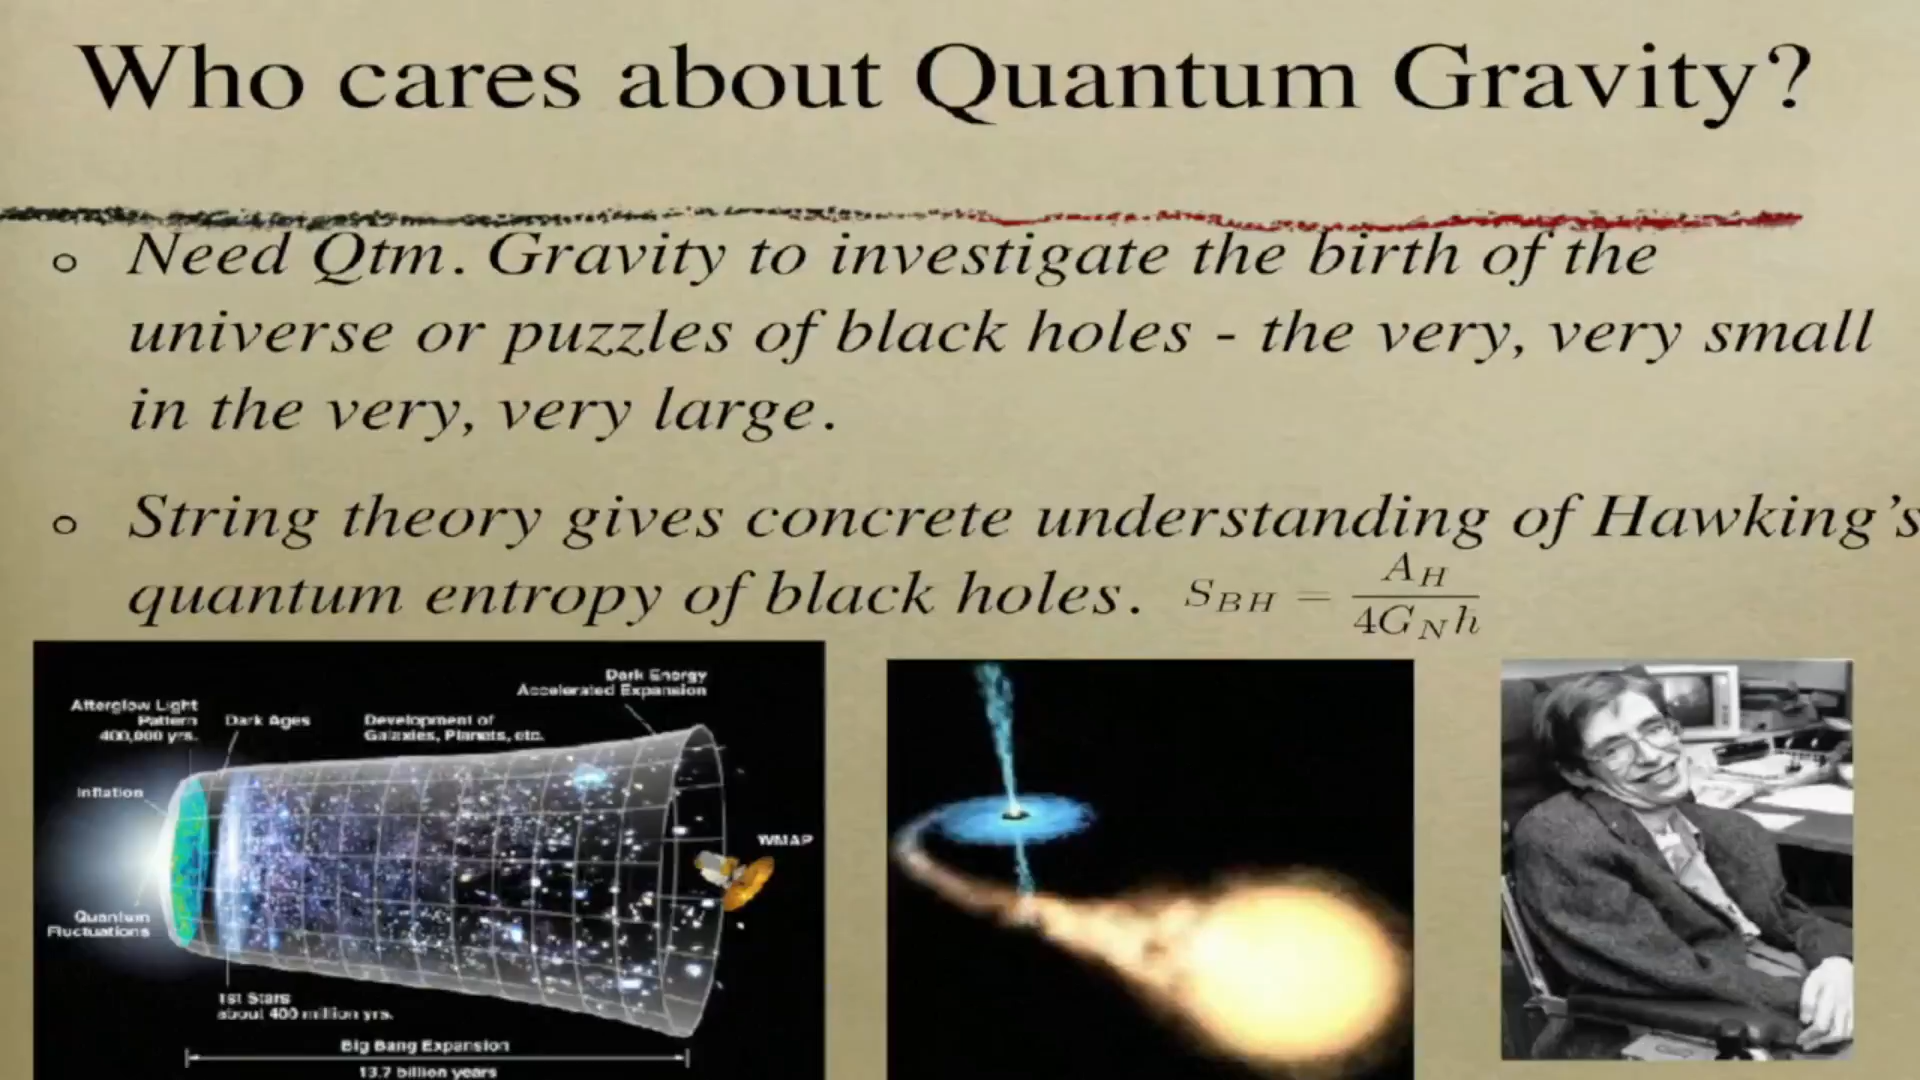 Who cares about Quantum Gravity?
Need Qtm. Gravity to investigate the birth of the
universe or puzzles of black holes - the very, very small
in the very, very large.
String theory gives concrete understanding of Hawking's
quantum entropy of black holes. S_BH = A_H / 4G_Nħ
Dark Energy
Accelerated Expansion
Afterglow Light
Pattern
400,000 yrs.
Dark Ages
Development of
Galaxies, Planets, etc.
Inflation
WMAP
Quantum
Fluctuations
1st Stars
about 400 million yrs.
Big Bang Expansion
13.7 billion years